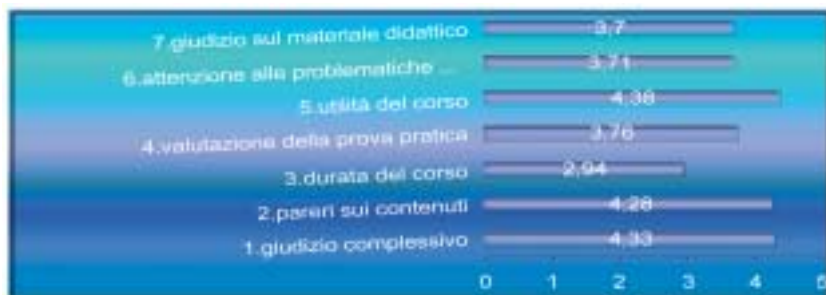 7.giudizio sul materiale didattico 3,7
6.attenzione alle problematiche ... 3,71
5.utilità del corso 4,38
4.valutazione della prova pratica 3,76
3.durata del corso 2,94
2.pareri sui contenuti 4,28
1.giudizio complessivo 4,33
0 1 2 3 4 5